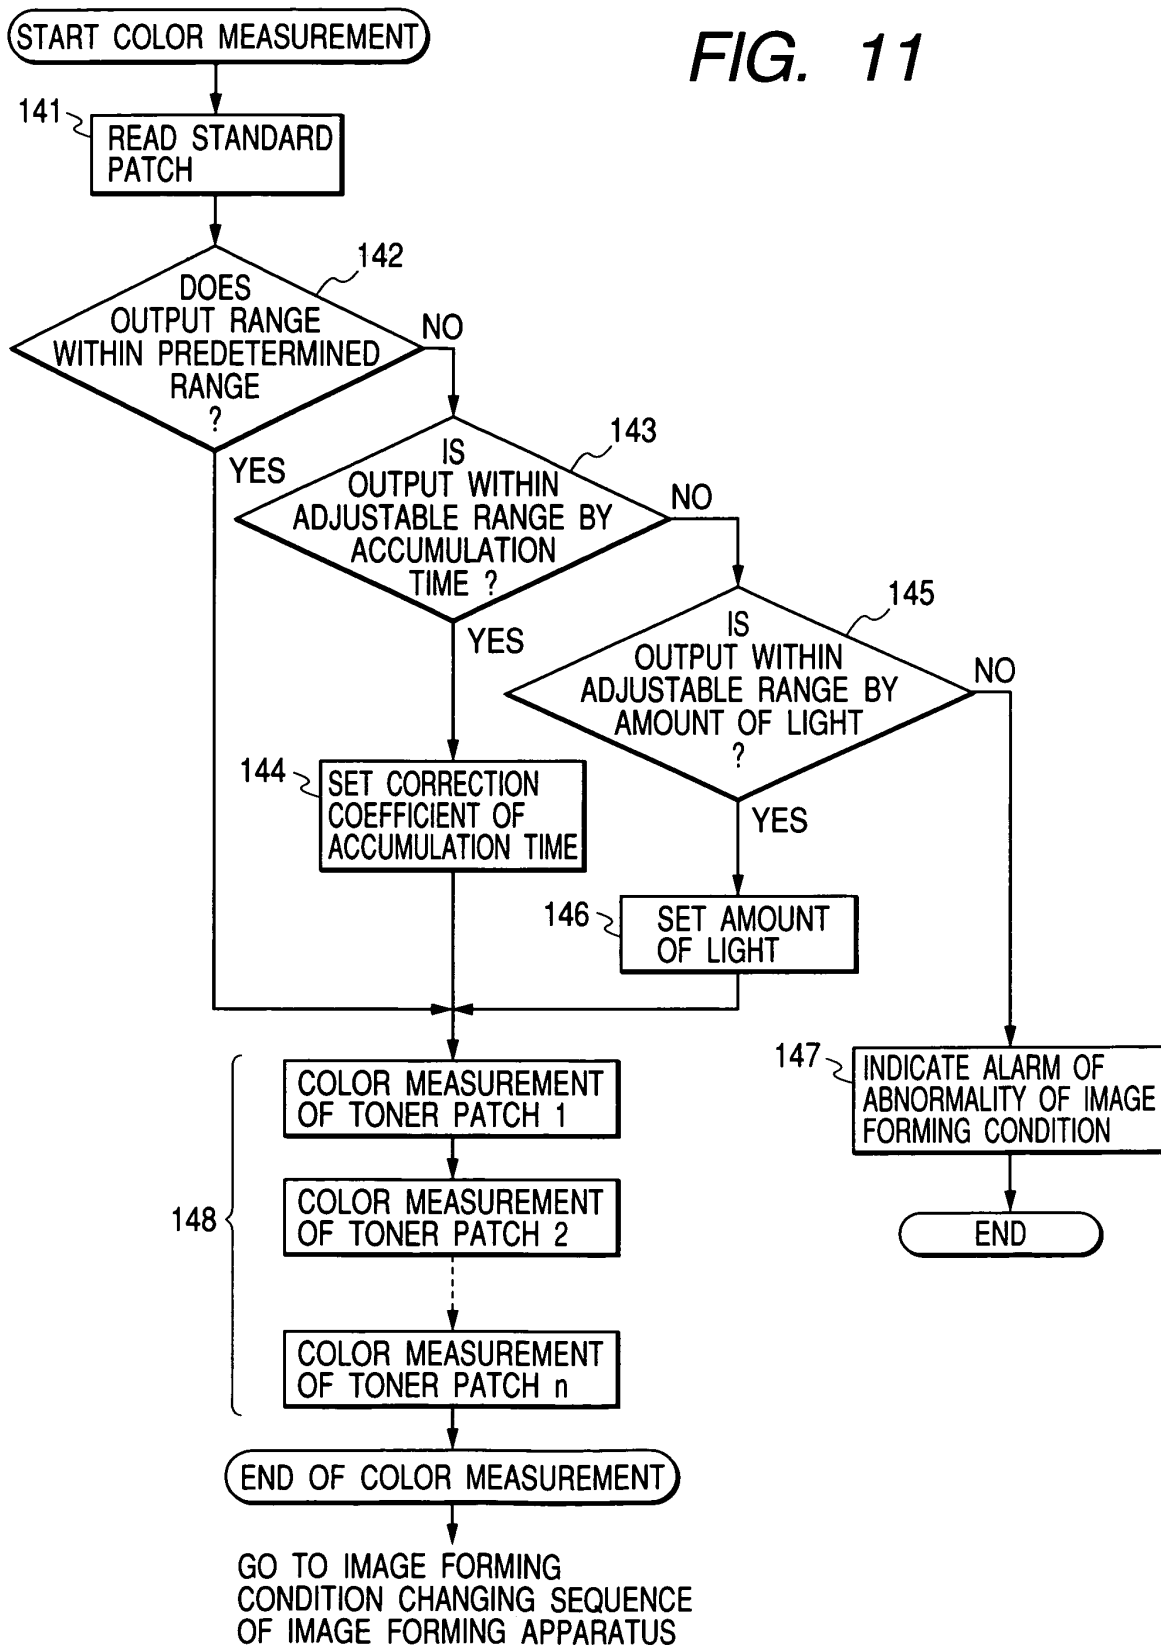 START COLOR MEASUREMENT
FIG. 11
141
READ STANDARD
PATCH
142
DOES
OUTPUT RANGE
WITHIN PREDETERMINED
RANGE
?
NO
YES
143
IS
OUTPUT WITHIN
ADJUSTABLE RANGE BY
ACCUMULATION
TIME ?
NO
YES
145
IS
OUTPUT WITHIN
ADJUSTABLE RANGE BY
AMOUNT OF LIGHT
?
NO
YES
144
SET CORRECTION
COEFFICIENT OF
ACCUMULATION TIME
146
SET AMOUNT
OF LIGHT
147
INDICATE ALARM OF
ABNORMALITY OF IMAGE
FORMING CONDITION
END
148
COLOR MEASUREMENT
OF TONER PATCH 1
COLOR MEASUREMENT
OF TONER PATCH 2
COLOR MEASUREMENT
OF TONER PATCH n
END OF COLOR MEASUREMENT
GO TO IMAGE FORMING
CONDITION CHANGING SEQUENCE
OF IMAGE FORMING APPARATUS